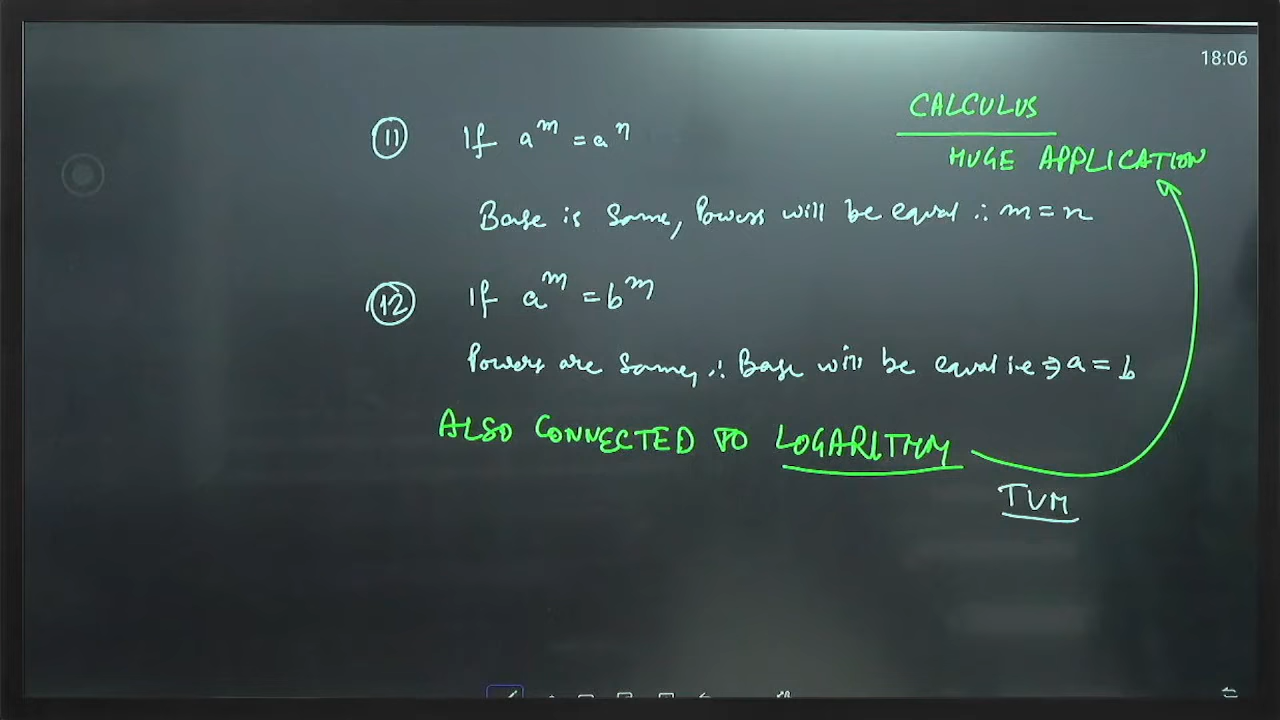 18:06
CALCULUS
HUGE APPLICATION
11 If a^m = a^n
Base is Same, Powers will be equal ∴ m = n
12 If a^m = b^m
Powers are Same, ∴ Base will be equal i.e ⇒ a = b
ALSO CONNECTED TO LOGARITHM
TVM